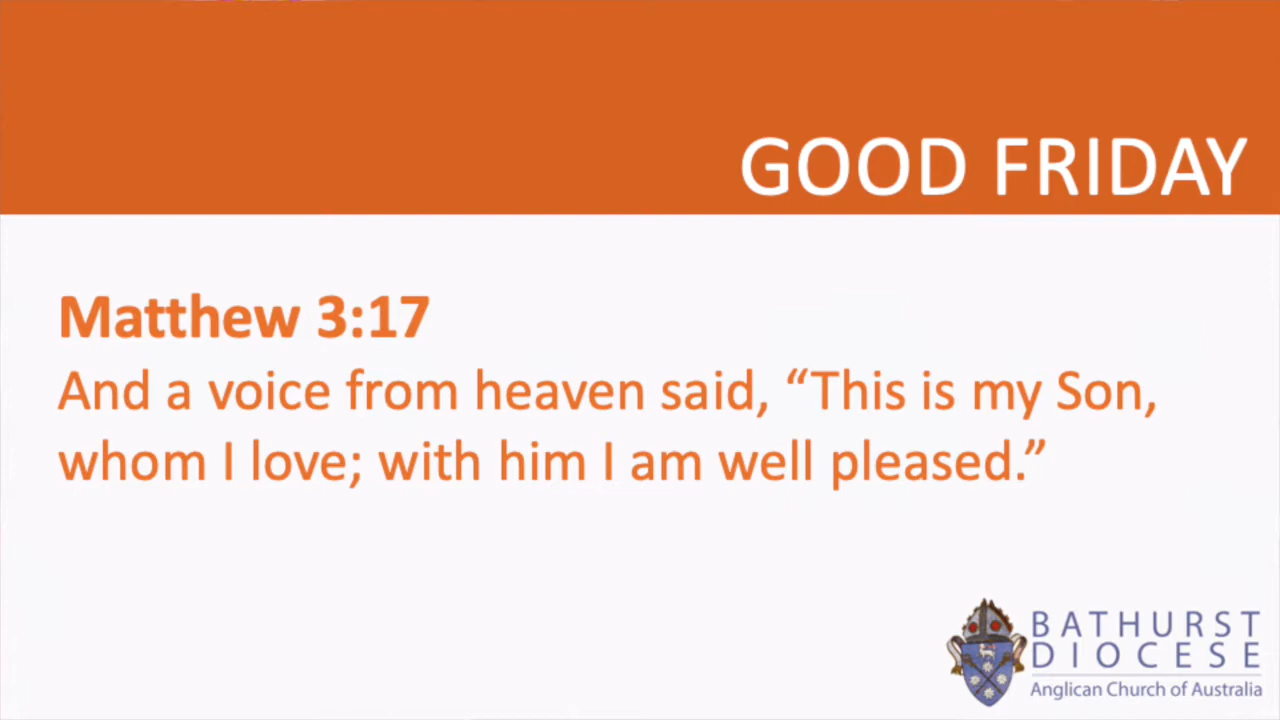 GOOD FRIDAY
Matthew 3:17
And a voice from heaven said, “This is my Son,
whom I love; with him I am well pleased.”
BATHURST
DIOCESE
Anglican Church of Australia